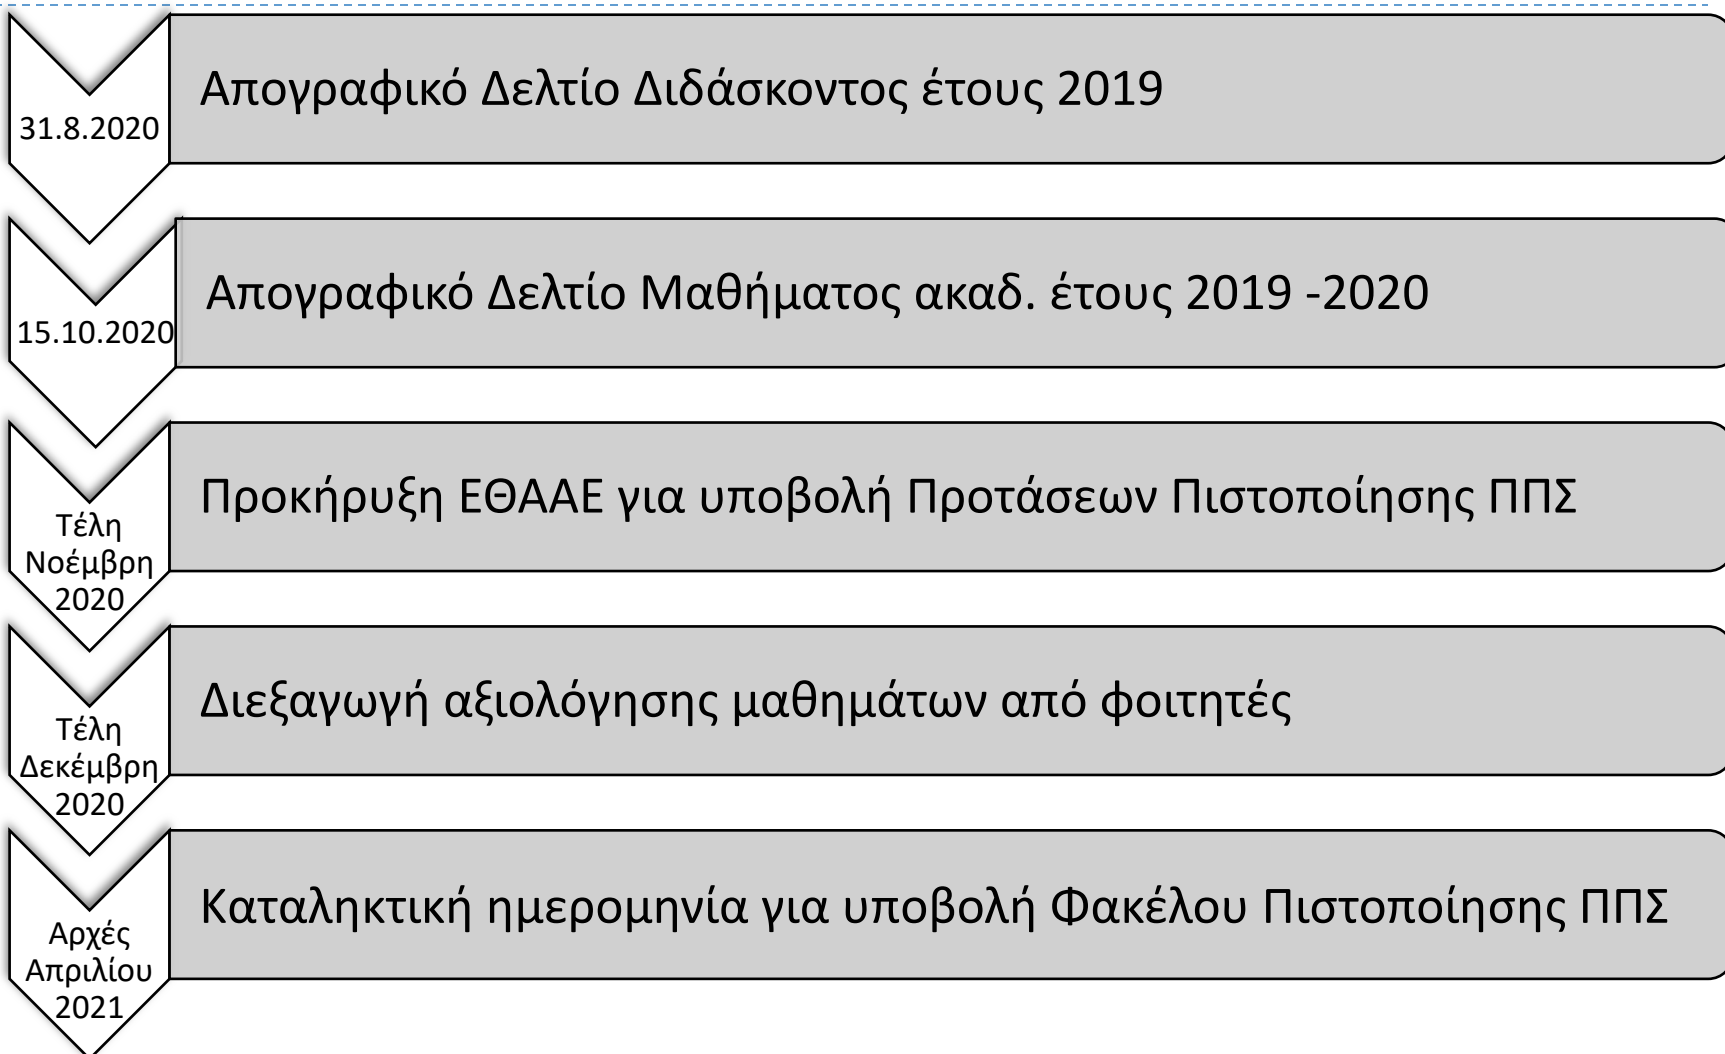 31.8.2020
Απογραφικό Δελτίο Διδάσκοντος έτους 2019
15.10.2020
Απογραφικό Δελτίο Μαθήματος ακαδ. έτους 2019 -2020
Τέλη
Νοέμβρη
2020
Προκήρυξη ΕΘΑΑΕ για υποβολή Προτάσεων Πιστοποίησης ΠΠΣ
Τέλη
Δεκέμβρη
2020
Διεξαγωγή αξιολόγησης μαθημάτων από φοιτητές
Αρχές
Απριλίου
2021
Καταληκτική ημερομηνία για υποβολή Φακέλου Πιστοποίησης ΠΠΣ